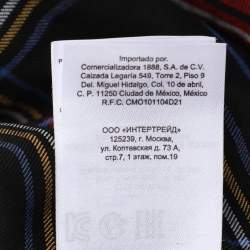 Importado por:
Comercializadora 1888, S.A. de C.V.
Calzada Legaria 549, Torre 2, Piso 9
Del. Miguel Hidalgo, Col. 10 de abril,
C. P. 11250 Ciudad de México, México
R.F.C. CMO101104D21
ООО «ИНТЕРТРЕЙД»
125239, г. Москва,
ул. Коптевская д. 73 А,
стр.7, 1 этаж, пом.19